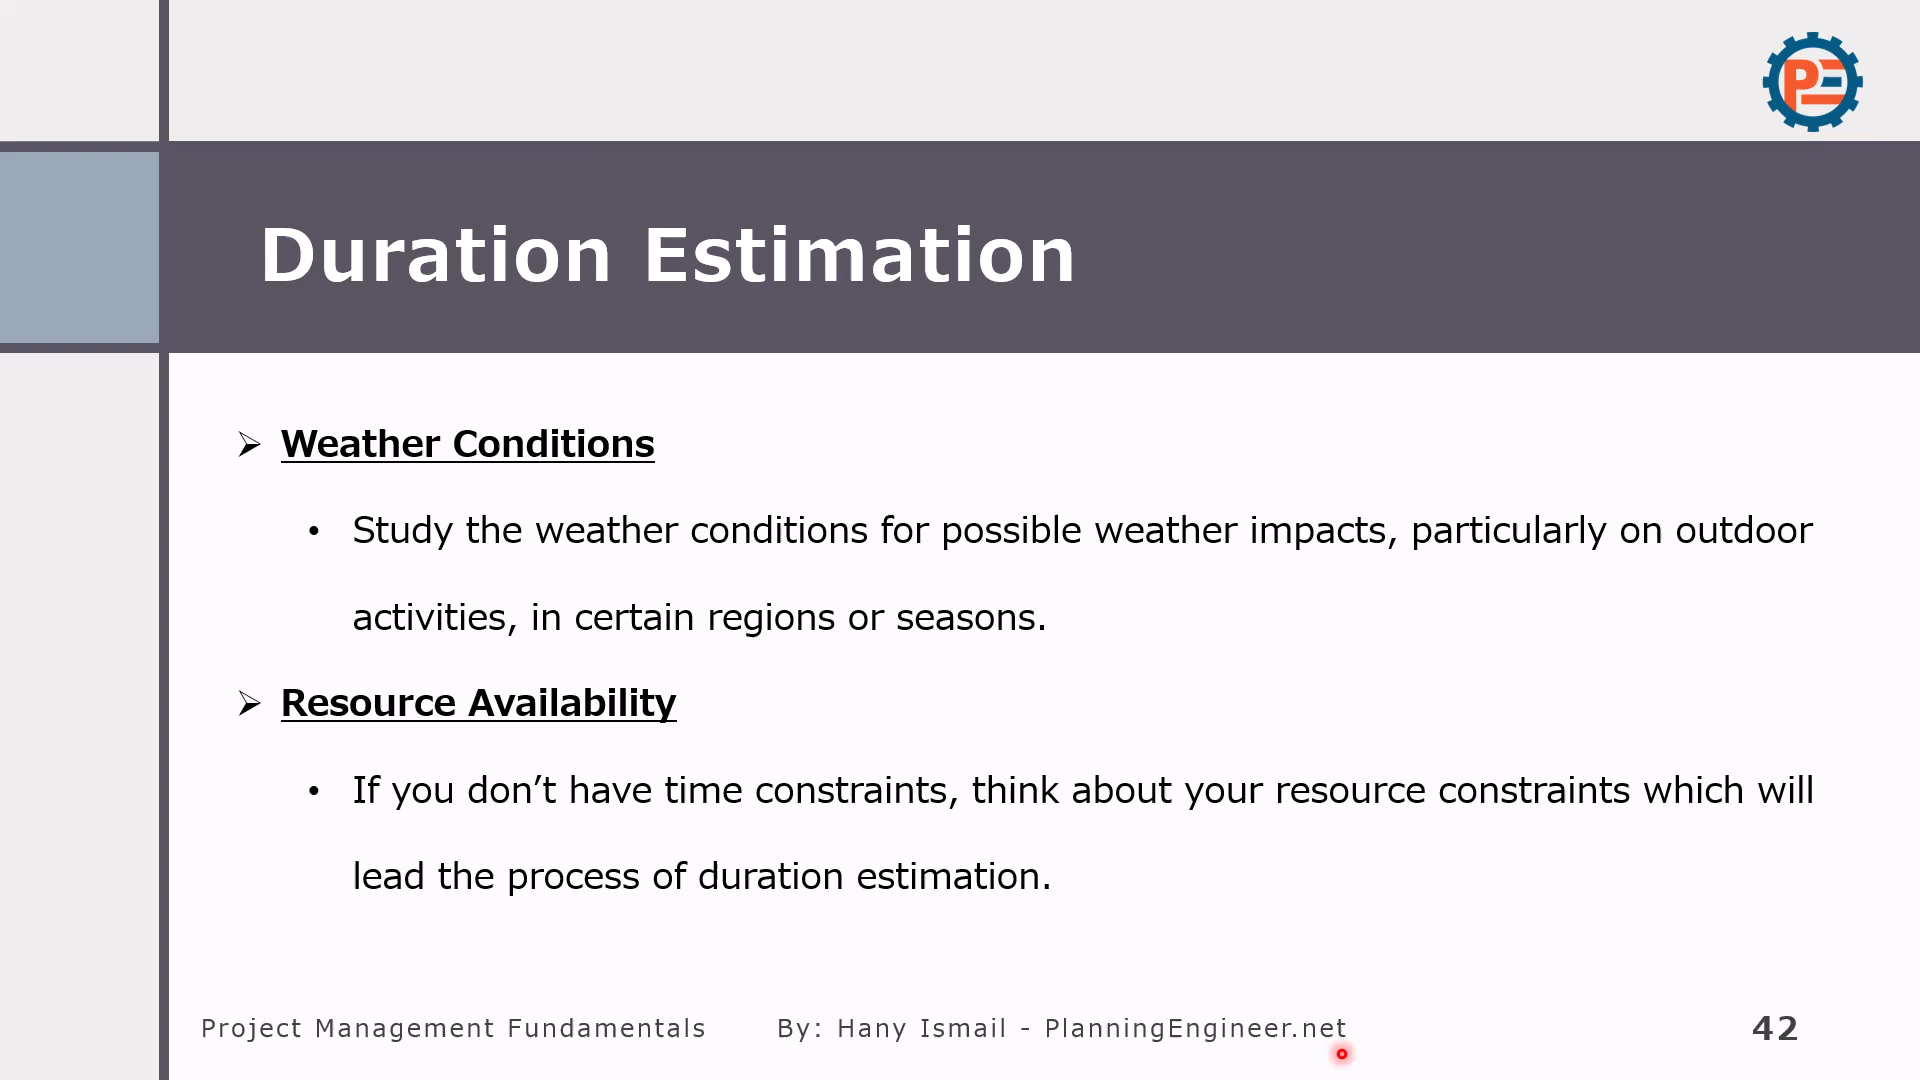 PE
Duration Estimation
➢ Weather Conditions
• Study the weather conditions for possible weather impacts, particularly on outdoor
activities, in certain regions or seasons.
➢ Resource Availability
• If you don’t have time constraints, think about your resource constraints which will
lead the process of duration estimation.
Project Management Fundamentals By: Hany Ismail - PlanningEngineer.net 42